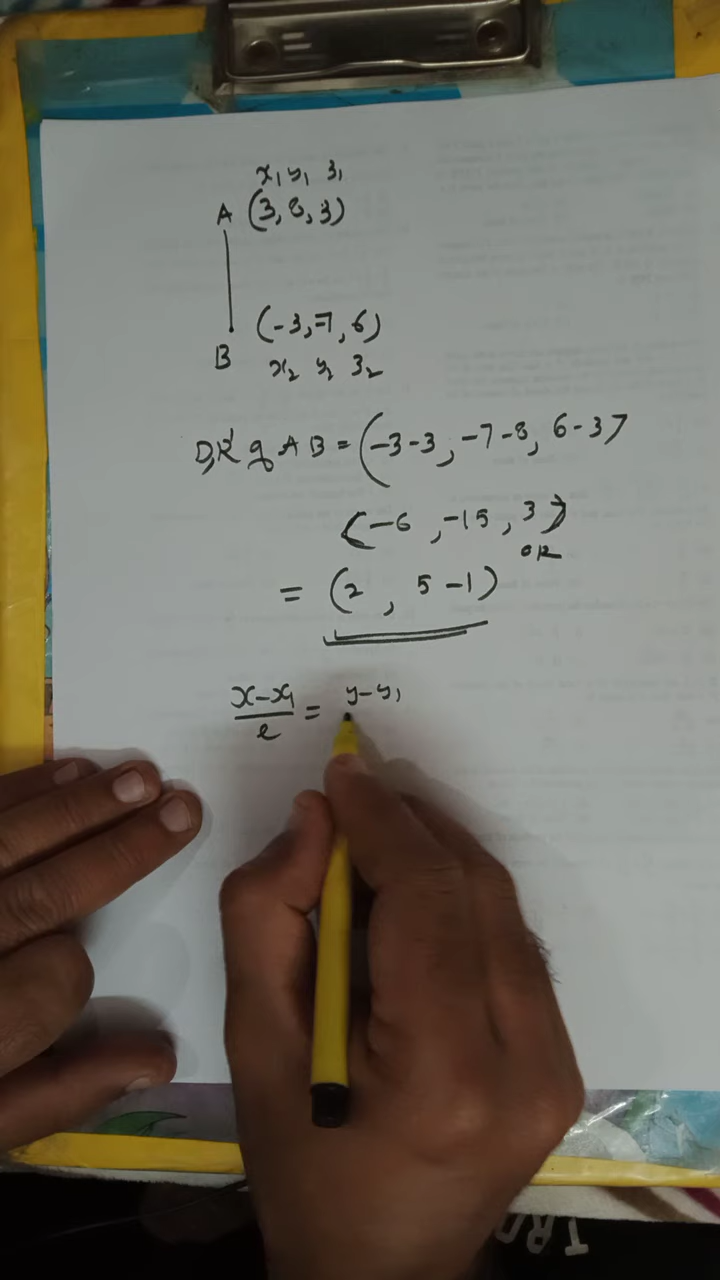 x₁ y₁ z₁
A (3, 8, 3)
(-3, -7, 6)
B x₂ y₂ z₂
D.R's of AB = (-3-3, -7-8, 6-3)
(-6, -15, 3)
OR
= (2, 5 -1)
(x-x₁)/l = y-y₁